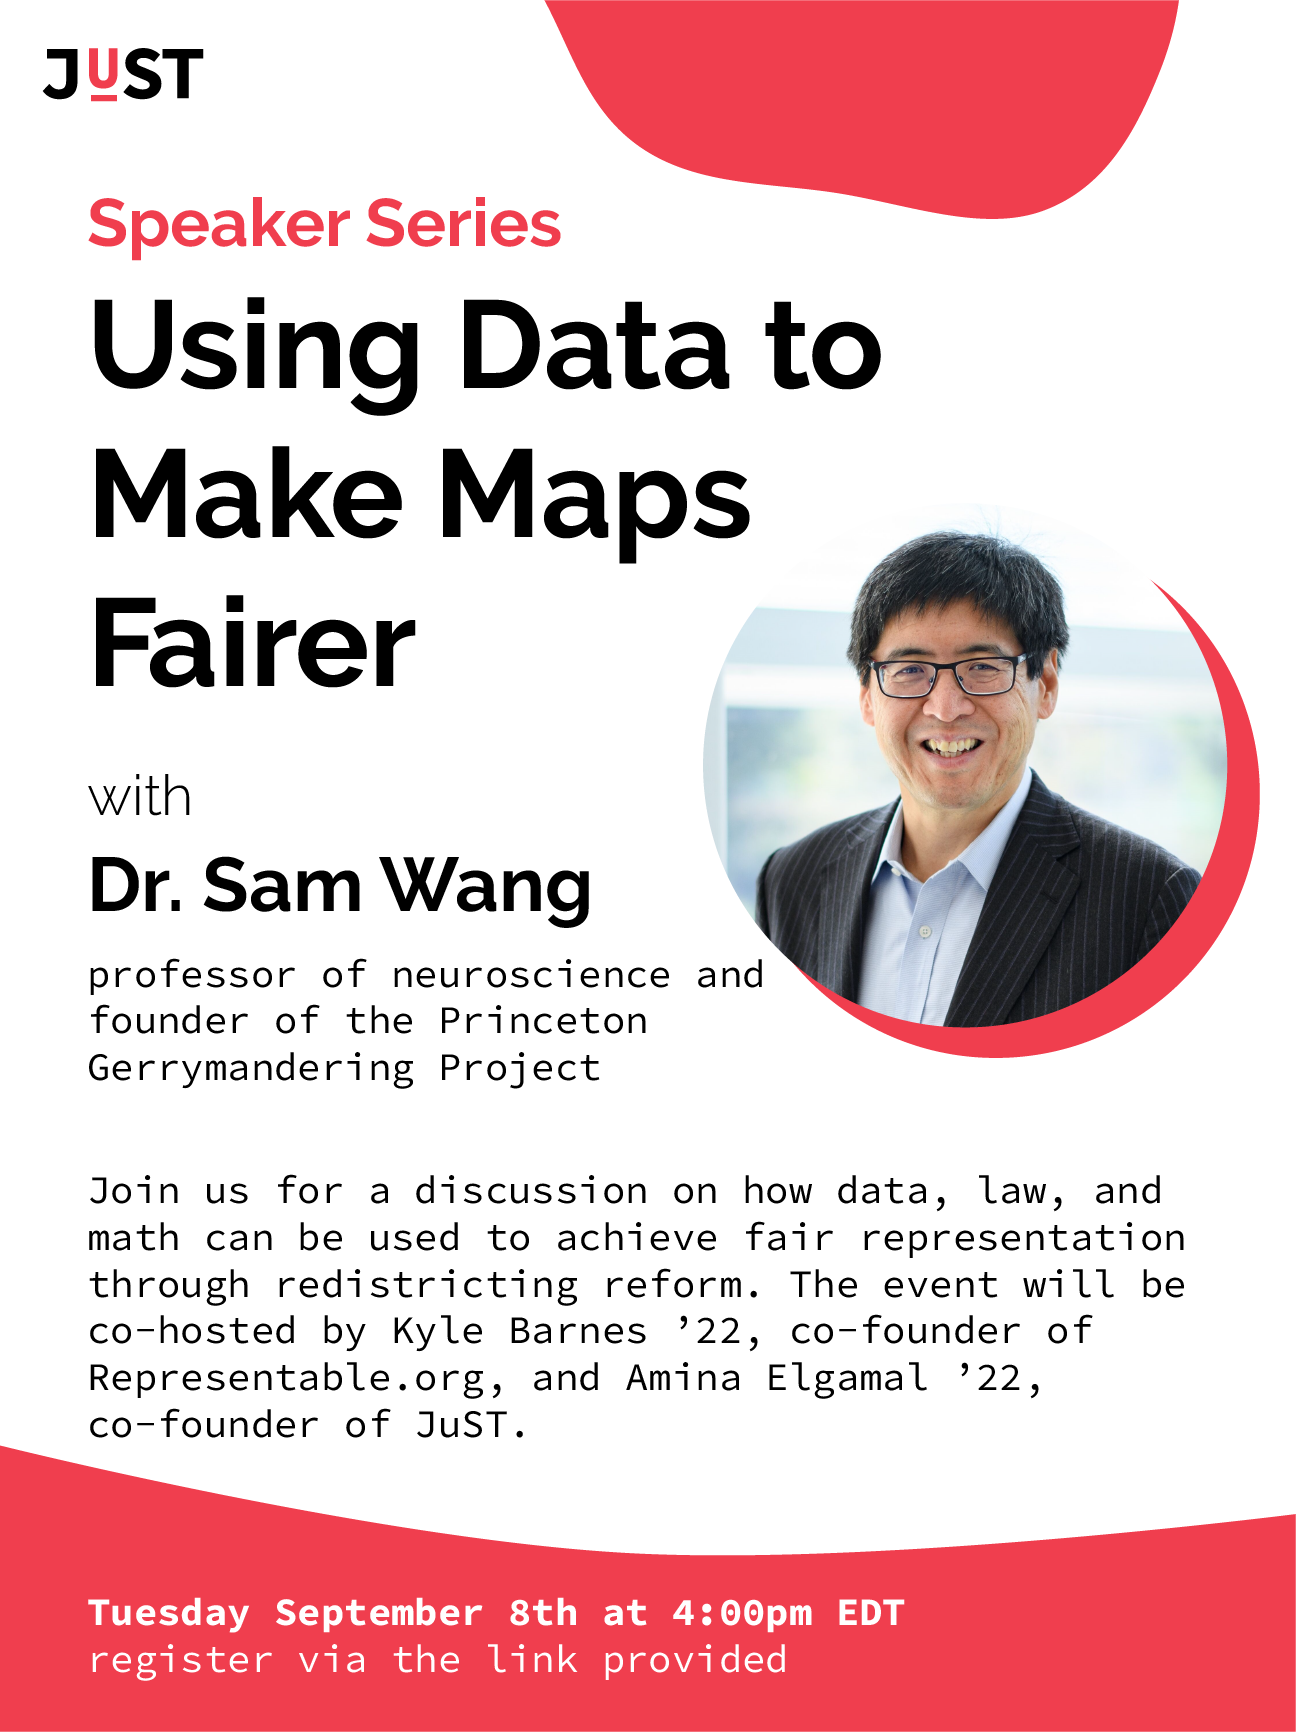 JuST
Speaker Series
Using Data to
Make Maps
Fairer
with
Dr. Sam Wang
professor of neuroscience and
founder of the Princeton
Gerrymandering Project
Join us for a discussion on how data, law, and
math can be used to achieve fair representation
through redistricting reform. The event will be
co-hosted by Kyle Barnes ’22, co-founder of
Representable.org, and Amina Elgamal ’22,
co-founder of JuST.
Tuesday September 8th at 4:00pm EDT
register via the link provided